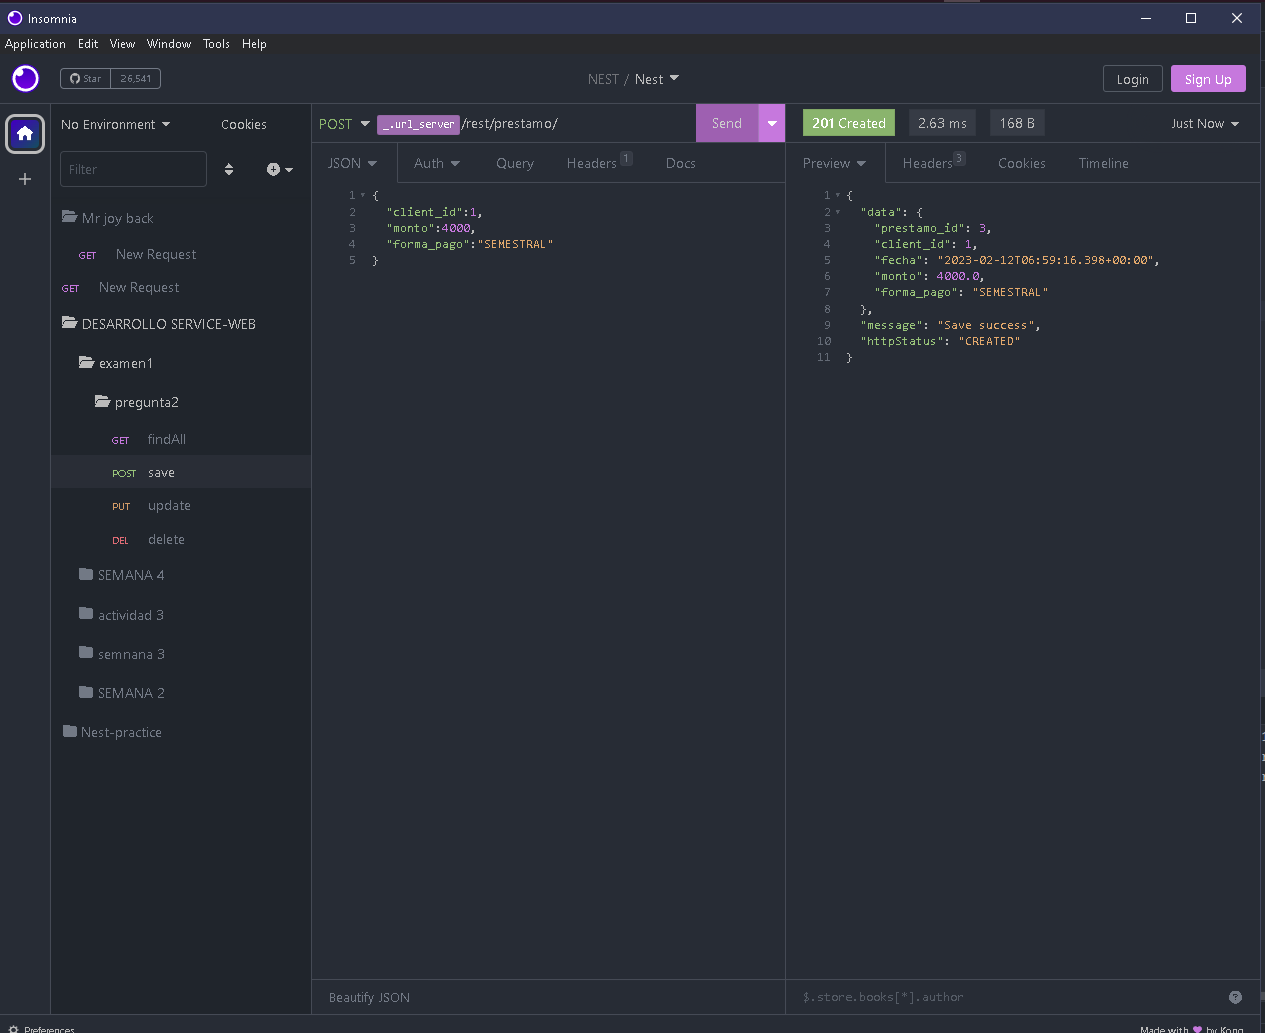 Insomnia
Application Edit View Window Tools Help
Star 26,541
NEST / Nest
Login Sign Up
No Environment Cookies
Filter
Mr joy back
GET New Request
GET New Request
DESARROLLO SERVICE-WEB
examen1
pregunta2
GET findAll
POST save
PUT update
DEL delete
SEMANA 4
actividad 3
semnana 3
SEMANA 2
Nest-practice
POST _.url_server /rest/prestamo/ Send
JSON Auth Query Headers 1 Docs
1 {
2 "client_id":1,
3 "monto":4000,
4 "forma_pago":"SEMESTRAL"
5 }
Beautify JSON
201 Created 2.63 ms 168 B Just Now
Preview Headers 3 Cookies Timeline
1 {
2 "data": {
3 "prestamo_id": 3,
4 "client_id": 1,
5 "fecha": "2023-02-12T06:59:16.398+00:00",
6 "monto": 4000.0,
7 "forma_pago": "SEMESTRAL"
8 },
9 "message": "Save success",
10 "httpStatus": "CREATED"
11 }
$.store.books[*].author
Preferences
Made with ♥ by Kong